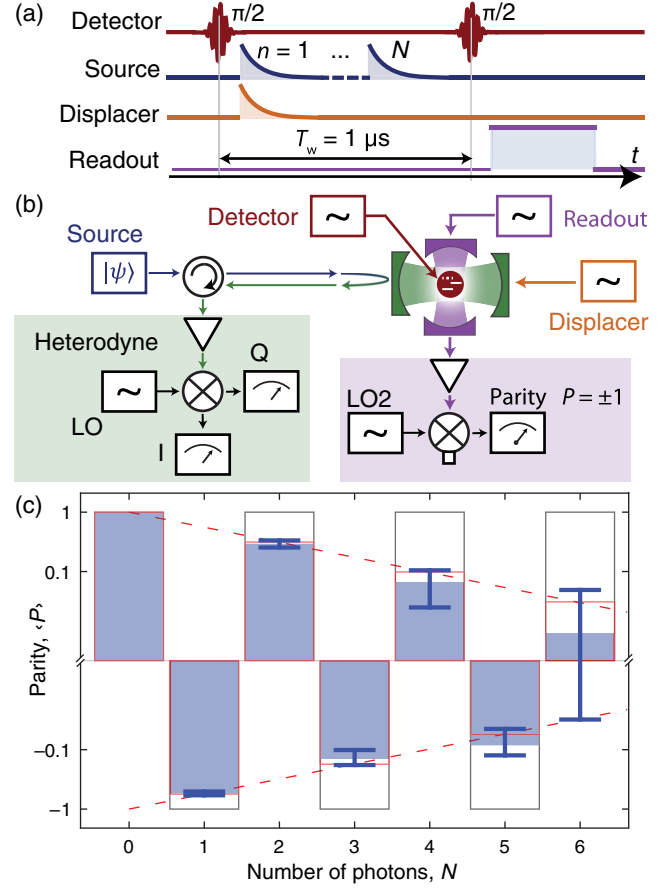 (a)
Detector
π/2
π/2
Source
n = 1
...
N
Displacer
T_w = 1 μs
Readout
t
(b)
Detector
Readout
Source
|ψ⟩
~
~
~
Displacer
Heterodyne
Q
LO
~
I
LO2
~
Parity
P = ±1
(c)
Parity, ‹P›
1
0.1
−0.1
−1
0
1
2
3
4
5
6
Number of photons, N